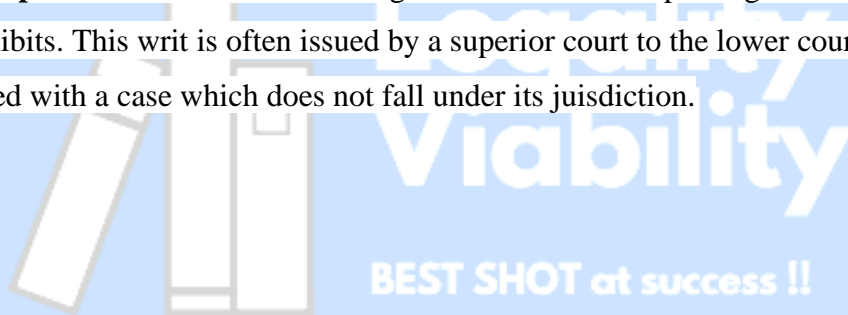 ibits. This writ is often issued by a superior court to the lower cour
ed with a case which does not fall under its juisdiction.
Legality
Viability
BEST SHOT at success !!